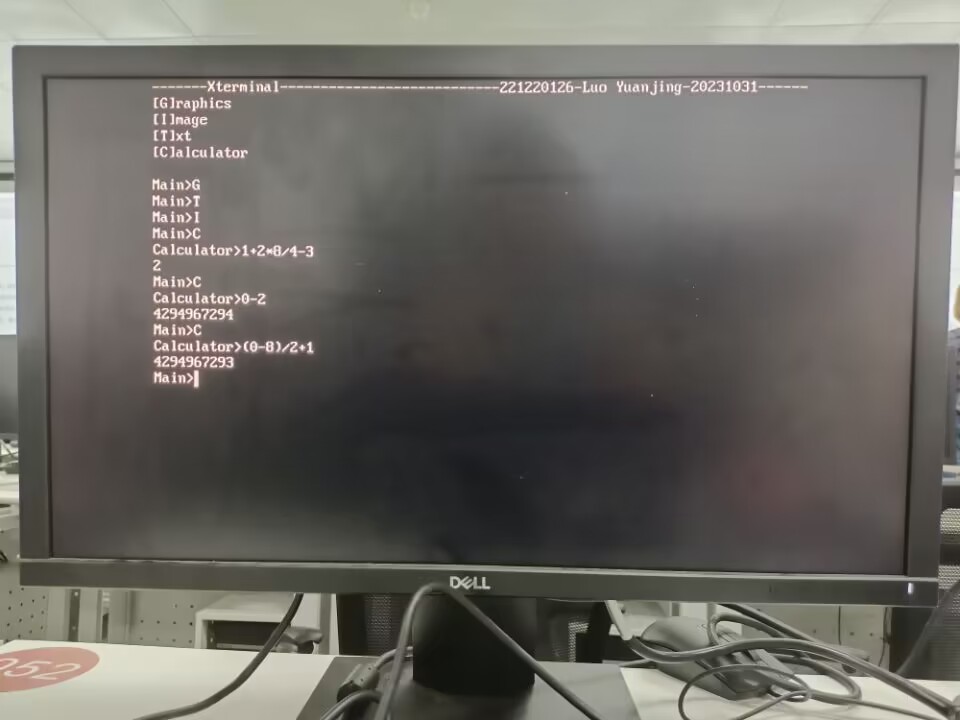 -------Xterminal---------------------------221220126-Luo Yuanjing-20231031------
[G]raphics
[I]mage
[T]xt
[C]alculator
Main>G
Main>T
Main>I
Main>C
Calculator>1+2*8/4-3
2
Main>C
Calculator>0-2
4294967294
Main>C
Calculator>(0-8)/2+1
4294967293
Main>
DELL
052